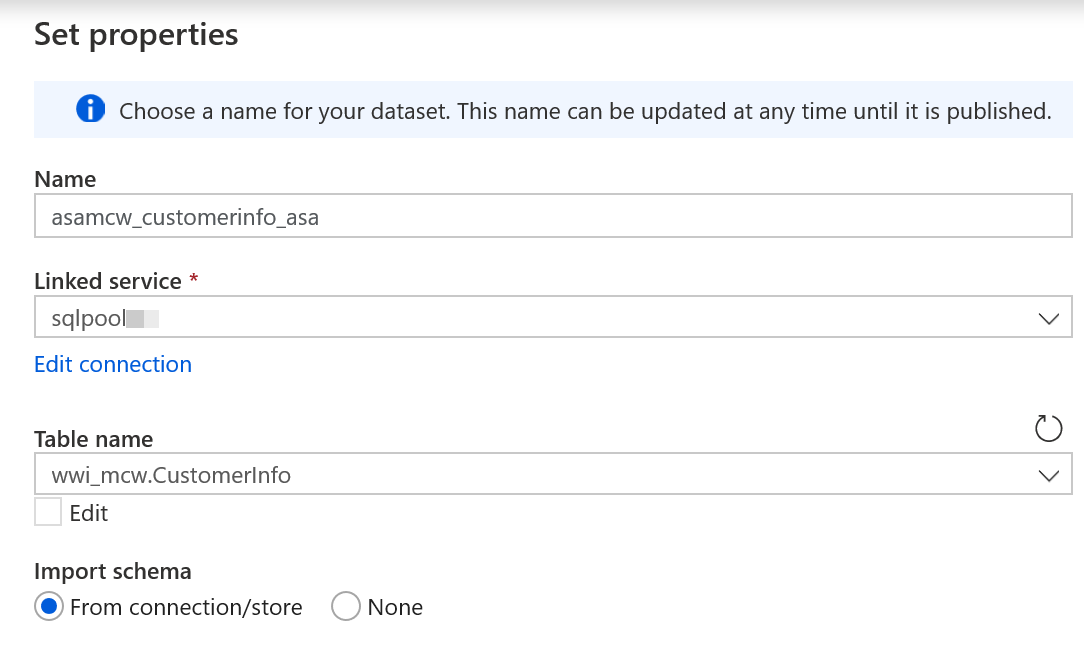 Set properties
Choose a name for your dataset. This name can be updated at any time until it is published.
Name
asamcw_customerinfo_asa
Linked service *
sqlpool
Edit connection
Table name
wwi_mcw.CustomerInfo
Edit
Import schema
From connection/store None